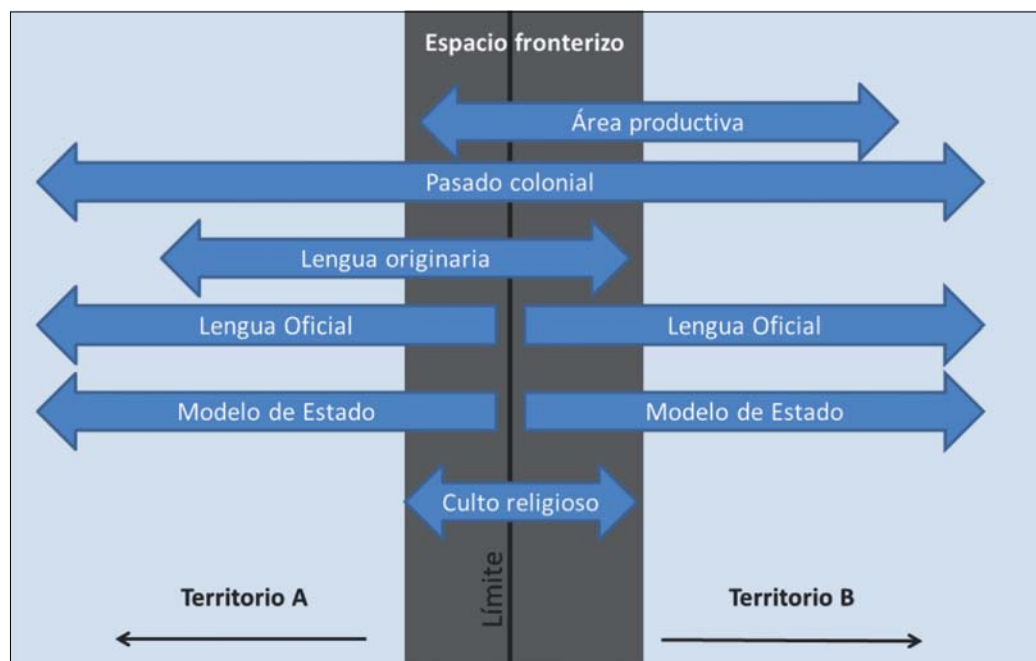 Espacio fronterizo
Área productiva
Pasado colonial
Lengua originaria
Lengua Oficial
Lengua Oficial
Modelo de Estado
Modelo de Estado
Culto religioso
Límite
Territorio A
Territorio B